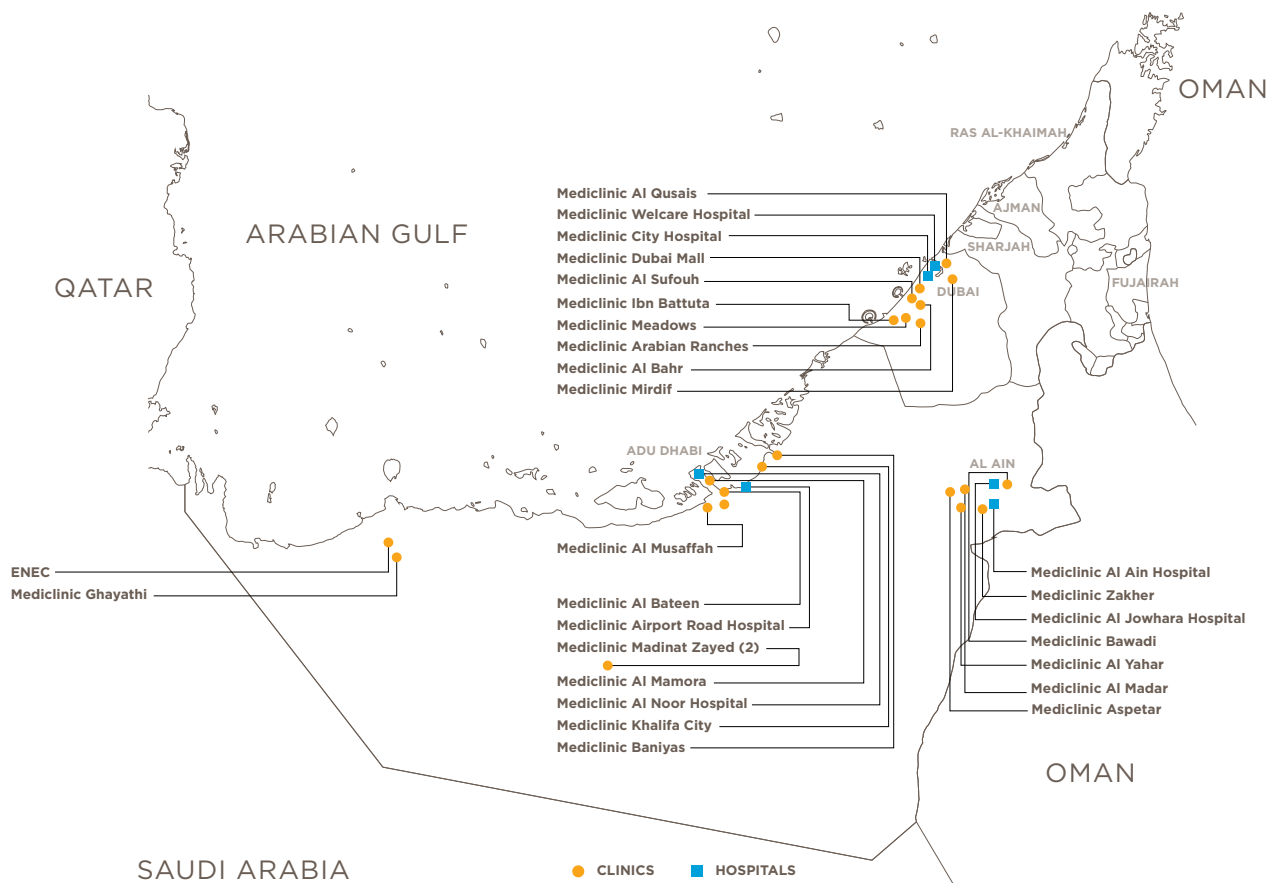 OMAN
RAS AL-KHAIMAH
Mediclinic Al Qusais
Mediclinic Welcare Hospital
Mediclinic City Hospital
Mediclinic Dubai Mall
Mediclinic Al Sufouh
Mediclinic Ibn Battuta
Mediclinic Meadows
Mediclinic Arabian Ranches
Mediclinic Al Bahr
Mediclinic Mirdif
AJMAN
SHARJAH
ARABIAN GULF
QATAR
DUBAI
FUJAIRAH
ADU DHABI
AL AIN
Mediclinic Al Musaffah
ENEC
Mediclinic Ghayathi
Mediclinic Al Bateen
Mediclinic Airport Road Hospital
Mediclinic Madinat Zayed (2)
Mediclinic Al Mamora
Mediclinic Al Noor Hospital
Mediclinic Khalifa City
Mediclinic Baniyas
Mediclinic Al Ain Hospital
Mediclinic Zakher
Mediclinic Al Jowhara Hospital
Mediclinic Bawadi
Mediclinic Al Yahar
Mediclinic Al Madar
Mediclinic Aspetar
OMAN
SAUDI ARABIA
CLINICS
HOSPITALS